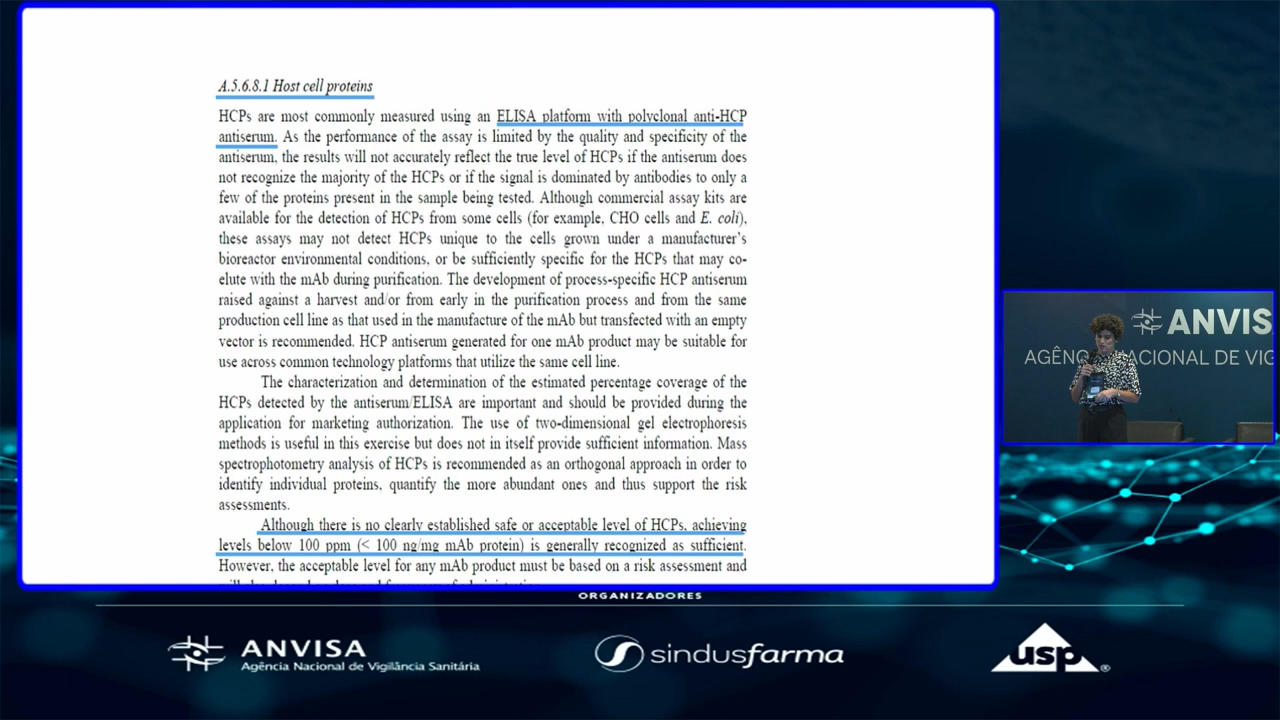 A.5.6.8.1 Host cell proteins
HCPs are most commonly measured using an ELISA platform with polyclonal anti-HCP
antiserum. As the performance of the assay is limited by the quality and specificity of the
antiserum, the results will not accurately reflect the true level of HCPs if the antiserum does
not recognize the majority of the HCPs or if the signal is dominated by antibodies to only a
few of the proteins present in the sample being tested. Although commercial assay kits are
available for the detection of HCPs from some cells (for example, CHO cells and E. coli),
these assays may not detect HCPs unique to the cells grown under a manufacturer's
bioreactor environmental conditions, or be sufficiently specific for the HCPs that may co-
elute with the mAb during purification. The development of process-specific HCP antiserum
raised against a harvest and/or from early in the purification process and from the same
production cell line as that used in the manufacture of the mAb but transfected with an empty
vector is recommended. HCP antiserum generated for one mAb product may be suitable for
use across common technology platforms that utilize the same cell line.
The characterization and determination of the estimated percentage coverage of the
HCPs detected by the antiserum/ELISA are important and should be provided during the
application for marketing authorization. The use of two-dimensional gel electrophoresis
methods is useful in this exercise but does not in itself provide sufficient information. Mass
spectrophotometry analysis of HCPs is recommended as an orthogonal approach in order to
identify individual proteins, quantify the more abundant ones and thus support the risk
assessments.
Although there is no clearly established safe or acceptable level of HCPs, achieving
levels below 100 ppm (< 100 ng/mg mAb protein) is generally recognized as sufficient.
However, the acceptable level for any mAb product must be based on a risk assessment and
ANVIS
AGÊNC NACIONAL DE VIG
ORGANIZADORES
ANVISA
Agência Nacional de Vigilância Sanitária
sindusfarma
usp®